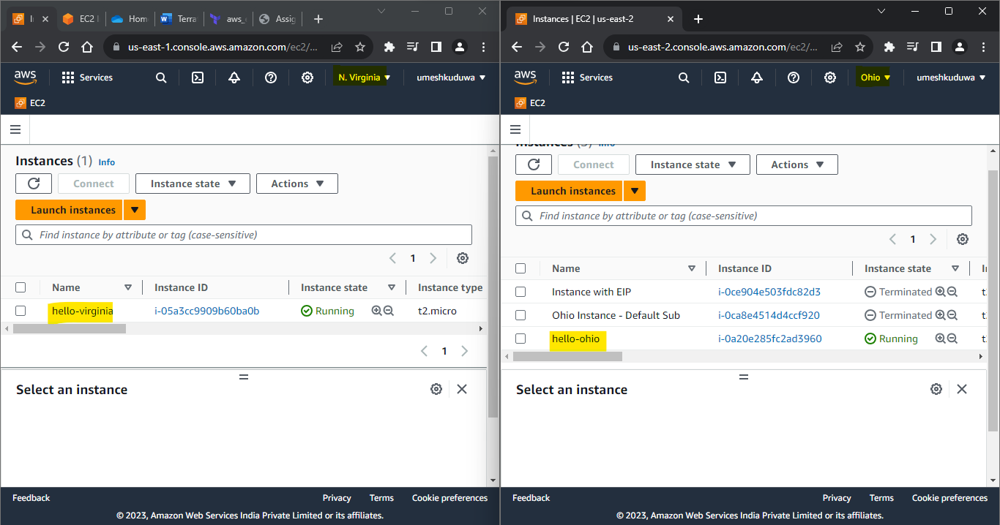 EC2 I
Hom
Terra
aws_
Assig
us-east-1.console.aws.amazon.com/ec2/...
aws
Services
N. Virginia
umeshkuduwa
EC2
Instances (1) Info
Connect
Instance state
Actions
Launch instances
Find instance by attribute or tag (case-sensitive)
1
Name
Instance ID
Instance state
Instance type
hello-virginia
i-05a3cc9909b60ba0b
Running
t2.micro
1
Select an instance
Feedback
Privacy
Terms
Cookie preferences
© 2023, Amazon Web Services India Private Limited or its affiliates.
Instances | EC2 | us-east-2
us-east-2.console.aws.amazon.com/ec2/...
aws
Services
Ohio
umeshkuduwa
EC2
Connect
Instance state
Actions
Launch instances
Find instance by attribute or tag (case-sensitive)
1
Name
Instance ID
Instance state
Instance with EIP
i-0ce904e503fdc82d3
Terminated
Ohio Instance - Default Sub
i-0ca8e4514d4ccf920
Terminated
hello-ohio
i-0a20e285fc2ad3960
Running
Select an instance
Feedback
Privacy
Terms
Cookie preferences
© 2023, Amazon Web Services India Private Limited or its affiliates.